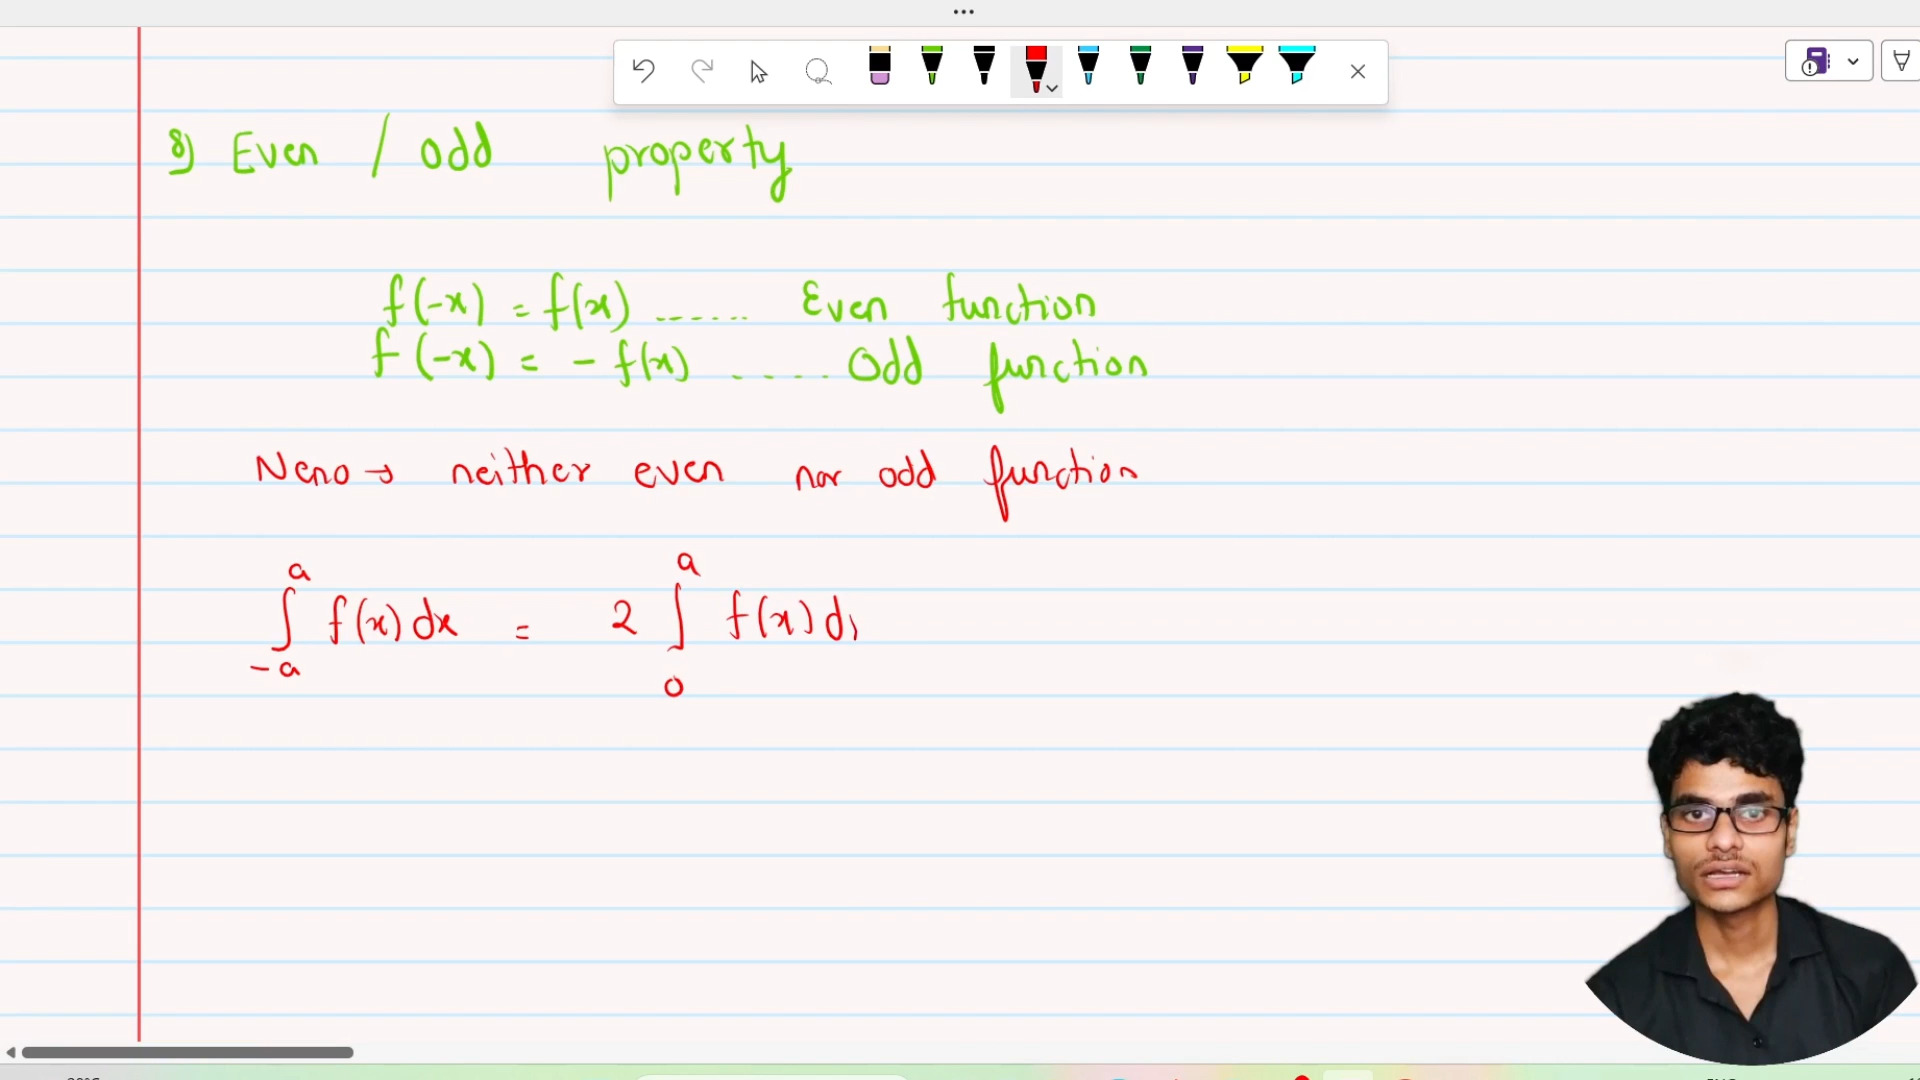 8) Even / odd property
f(-x) = f(x) ....... Even function
f(-x) = - f(x) ..... Odd function
Neno → neither even nor odd function
∫_{-a}^{a} f(x) dx = 2 ∫_{0}^{a} f(x) d